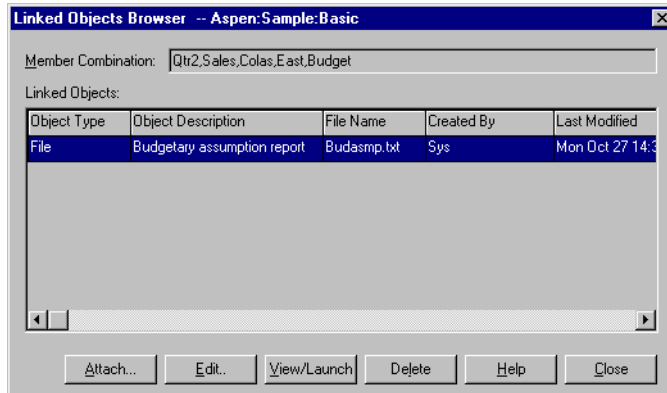 Linked Objects Browser -- Aspen:Sample:Basic
Member Combination: Qtr2,Sales,Colas,East,Budget
Linked Objects:
Object Type Object Description File Name Created By Last Modified
File Budgetary assumption report Budasmp.txt Sys Mon Oct 27 14:3
Attach... Edit.. View/Launch Delete Help Close